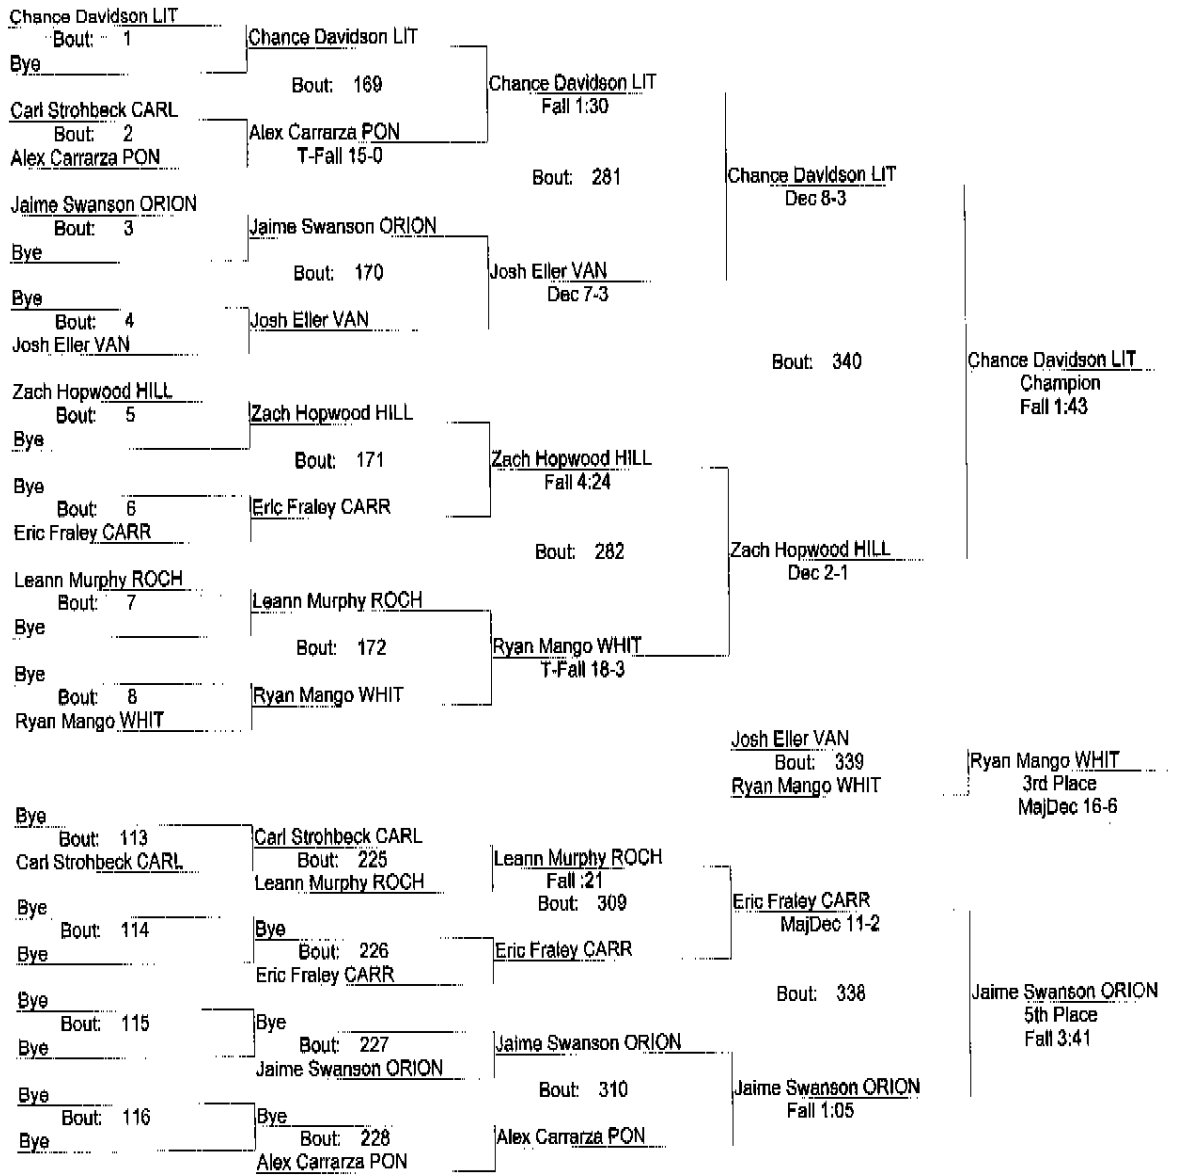 Chance Davidson LIT
Bout: 1
Bye
Carl Strohbeck CARL
Bout: 2
Alex Carrarza PON
Jaime Swanson ORION
Bout: 3
Bye
Bye
Bout: 4
Josh Eller VAN
Zach Hopwood HILL
Bout: 5
Bye
Bye
Bout: 6
Eric Fraley CARR
Leann Murphy ROCH
Bout: 7
Bye
Bye
Bout: 8
Ryan Mango WHIT
Chance Davidson LIT
Bout: 169
Alex Carrarza PON
T-Fall 15-0
Jaime Swanson ORION
Bout: 170
Josh Eller VAN
Zach Hopwood HILL
Bout: 171
Eric Fraley CARR
Leann Murphy ROCH
Bout: 172
Ryan Mango WHIT
Chance Davidson LIT
Fall 1:30
Bout: 281
Josh Eller VAN
Dec 7-3
Zach Hopwood HILL
Fall 4:24
Bout: 282
Ryan Mango WHIT
T-Fall 18-3
Chance Davidson LIT
Dec 8-3
Bout: 340
Zach Hopwood HILL
Dec 2-1
Chance Davidson LIT
Champion
Fall 1:43
Josh Eller VAN
Bout: 339
Ryan Mango WHIT
Ryan Mango WHIT
3rd Place
MajDec 16-6
Bye
Bout: 113
Carl Strohbeck CARL
Bye
Bout: 114
Bye
Bye
Bout: 115
Bye
Bye
Bout: 116
Bye
Carl Strohbeck CARL
Bout: 225
Leann Murphy ROCH
Bye
Bout: 226
Eric Fraley CARR
Bye
Bout: 227
Jaime Swanson ORION
Bye
Bout: 228
Alex Carrarza PON
Leann Murphy ROCH
Fall :21
Bout: 309
Eric Fraley CARR
Jaime Swanson ORION
Bout: 310
Alex Carrarza PON
Eric Fraley CARR
MajDec 11-2
Bout: 338
Jaime Swanson ORION
Fall 1:05
Jaime Swanson ORION
5th Place
Fall 3:41